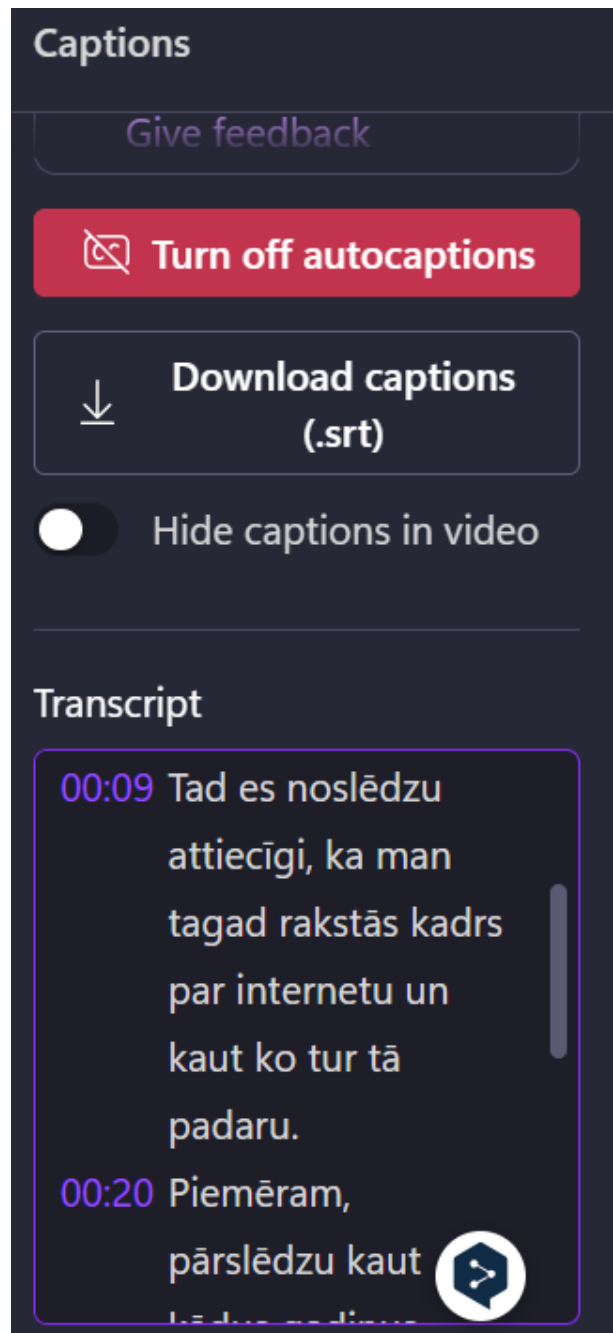 Captions
Give feedback
Turn off autocaptions
Download captions
(.srt)
Hide captions in video
Transcript
00:09 Tad es noslēdzu
attiecīgi, ka man
tagad rakstās kadrs
par internetu un
kaut ko tur tā
padaru.
00:20 Piemēram,
pārslēdzu kaut